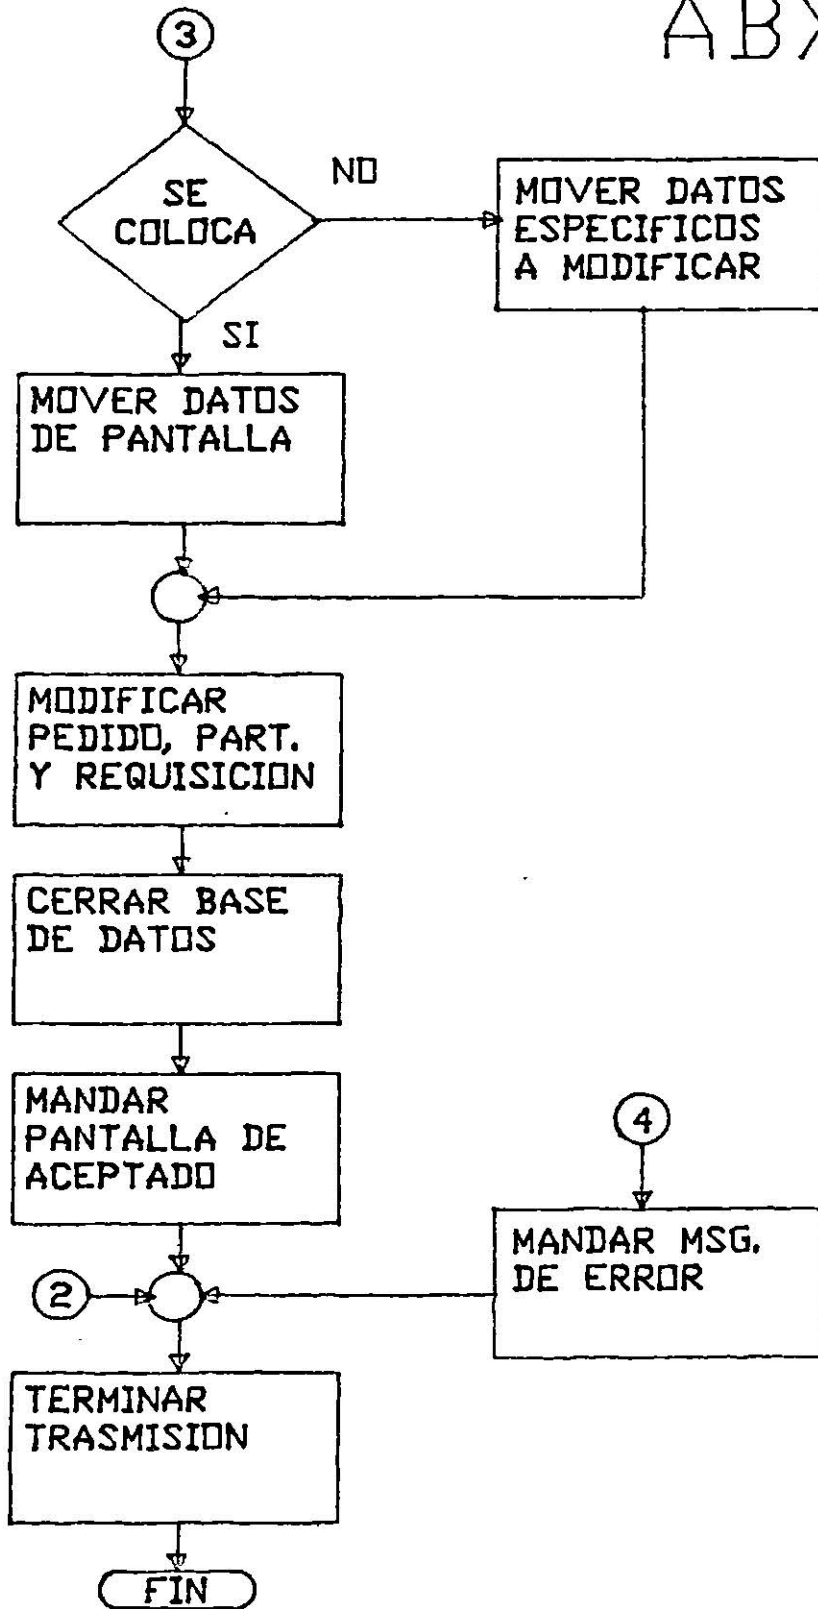 3
SE
COLOCA
NO
MOVER DATOS
ESPECIFICOS
A MODIFICAR
SI
MOVER DATOS
DE PANTALLA
MODIFICAR
PEDIDO, PART.
Y REQUISICION
CERRAR BASE
DE DATOS
MANDAR
PANTALLA DE
ACEPTADO
4
MANDAR MSG.
DE ERROR
2
TERMINAR
TRASMISION
FIN